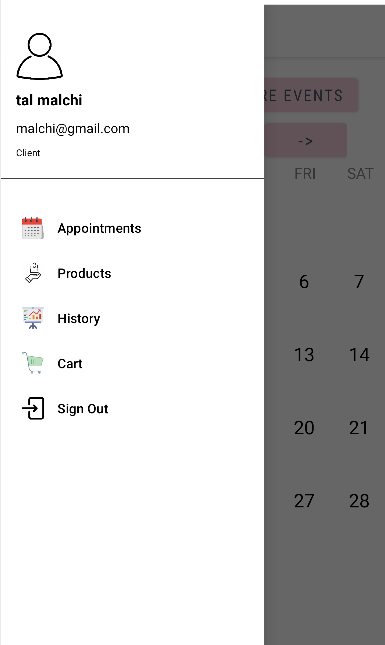 tal malchi
malchi@gmail.com
Client
Appointments
Products
History
Cart
Sign Out
RE EVENTS
->
FRI SAT
6 7
13 14
20 21
27 28